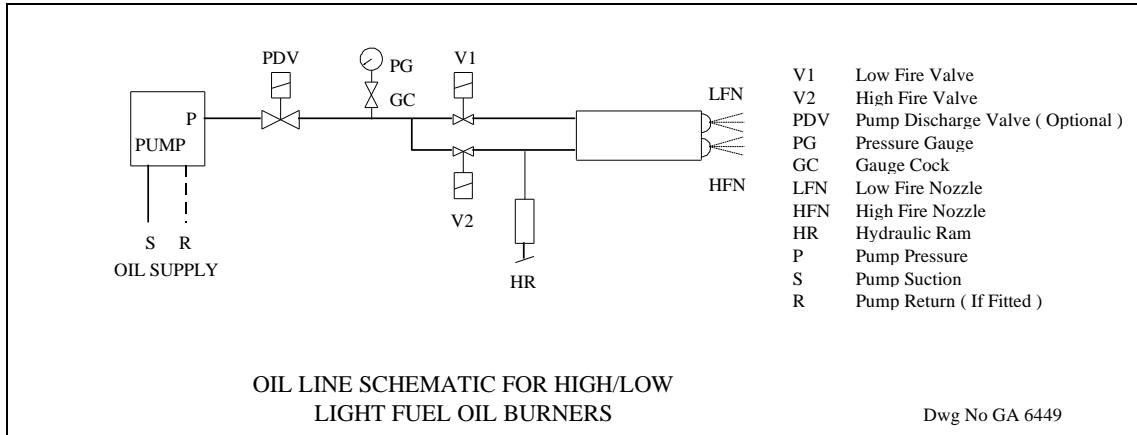 PDV
PG
V1
GC
P
PUMP
V2
LFN
HFN
S R
OIL SUPPLY
HR
V1 Low Fire Valve
V2 High Fire Valve
PDV Pump Discharge Valve ( Optional )
PG Pressure Gauge
GC Gauge Cock
LFN Low Fire Nozzle
HFN High Fire Nozzle
HR Hydraulic Ram
P Pump Pressure
S Pump Suction
R Pump Return ( If Fitted )
OIL LINE SCHEMATIC FOR HIGH/LOW
LIGHT FUEL OIL BURNERS
Dwg No GA 6449